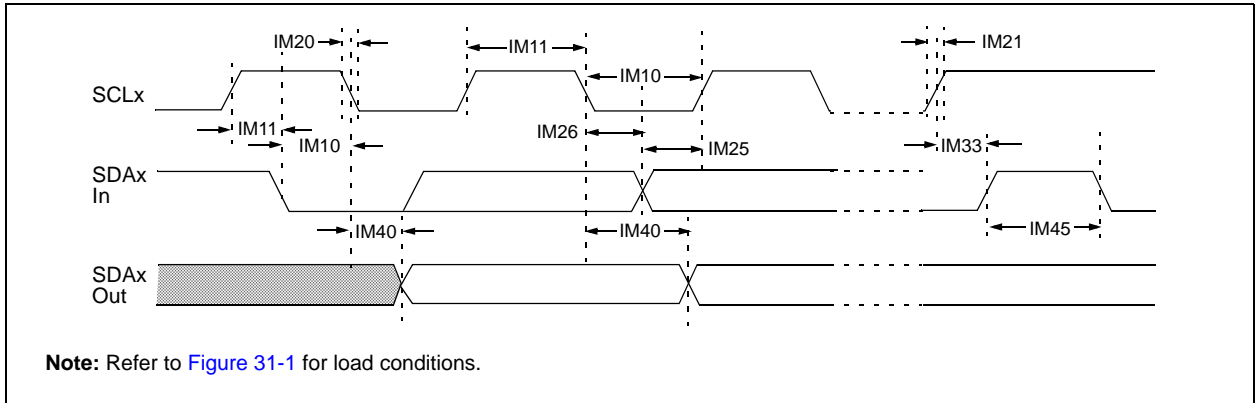 IM20 IM11 IM21
IM10
SCLx
IM11 IM10 IM26 IM25 IM33
SDAx
In
IM40 IM40 IM45
SDAx
Out
Note: Refer to Figure 31-1 for load conditions.